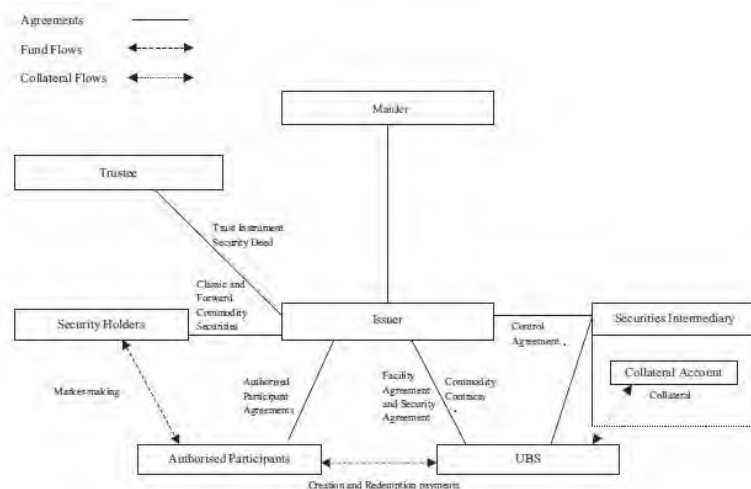 Agreements
Fund Flows
Collateral Flows
Master
Trustee
Trust Instrument
Security Deed
Classic and
Forward
Commodity
Securities
Security Holders
Issuer
Securities Intermediary
Control
Agreement
Collateral Account
Collateral
Market-making
Authorised
Participant
Agreements
Facility
Agreement
and Security
Agreement
Commodity
Contracts
Authorised Participants
UBS
Creation and Redemption payments